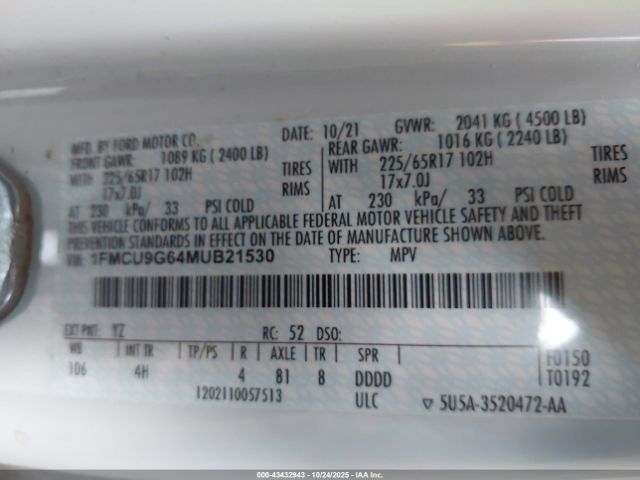 MFD. BY FORD MOTOR CO. DATE: 10/21 GVWR: 2041 KG ( 4500 LB)
FRONT GAWR: 1089 KG ( 2400 LB) REAR GAWR: 1016 KG ( 2240 LB)
WITH 225/65R17 102H TIRES WITH 225/65R17 102H TIRES
17x7.0J RIMS 17x7.0J RIMS
AT 230 kPa/ 33 PSI COLD AT 230 kPa/ 33 PSI COLD
THIS VEHICLE CONFORMS TO ALL APPLICABLE FEDERAL MOTOR VEHICLE SAFETY AND THEFT
PREVENTION STANDARDS IN EFFECT ON THE DATE OF MANUFACTURE SHOWN ABOVE.
VIN: 1FMCU9G64MUB21530 TYPE: MPV
EXT PNT: YZ RC: 52 DSO:
WB INT TR TP/PS R AXLE TR SPR F0150
106 4H 4 81 8 DDDD T0192
1202110057513 ULC ▽ 5U5A-3520472-AA
000-43432943 | 10/24/2025 - IAA Inc.